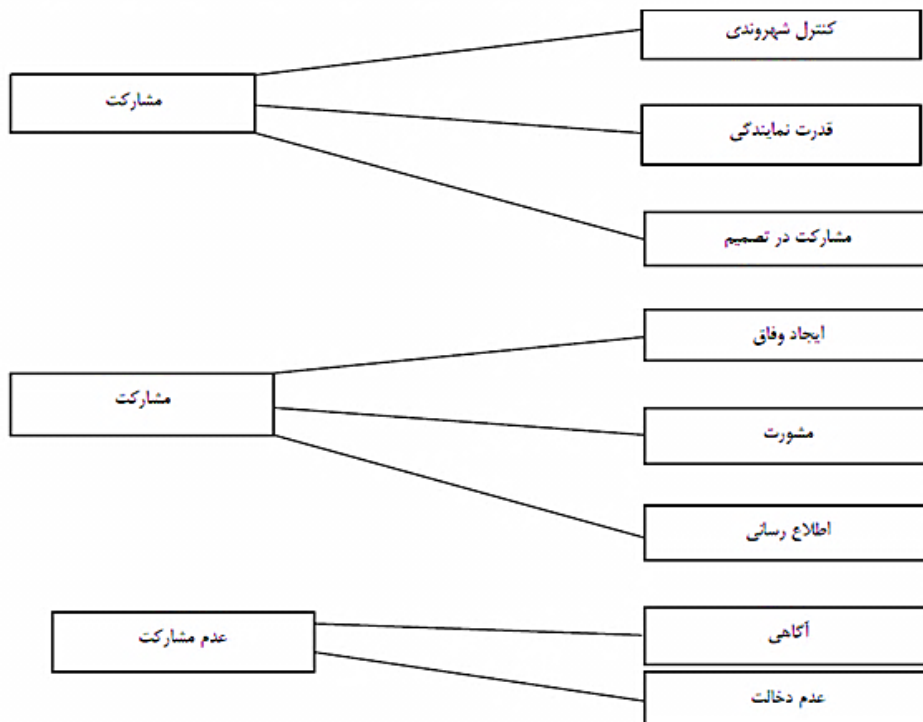 کنترل شهروندی
مشارکت
قدرت نمایندگی
مشارکت در تصمیم
ایجاد وفاق
مشارکت
مشورت
اطلاع رسانی
آگاهی
عدم مشارکت
عدم دخالت